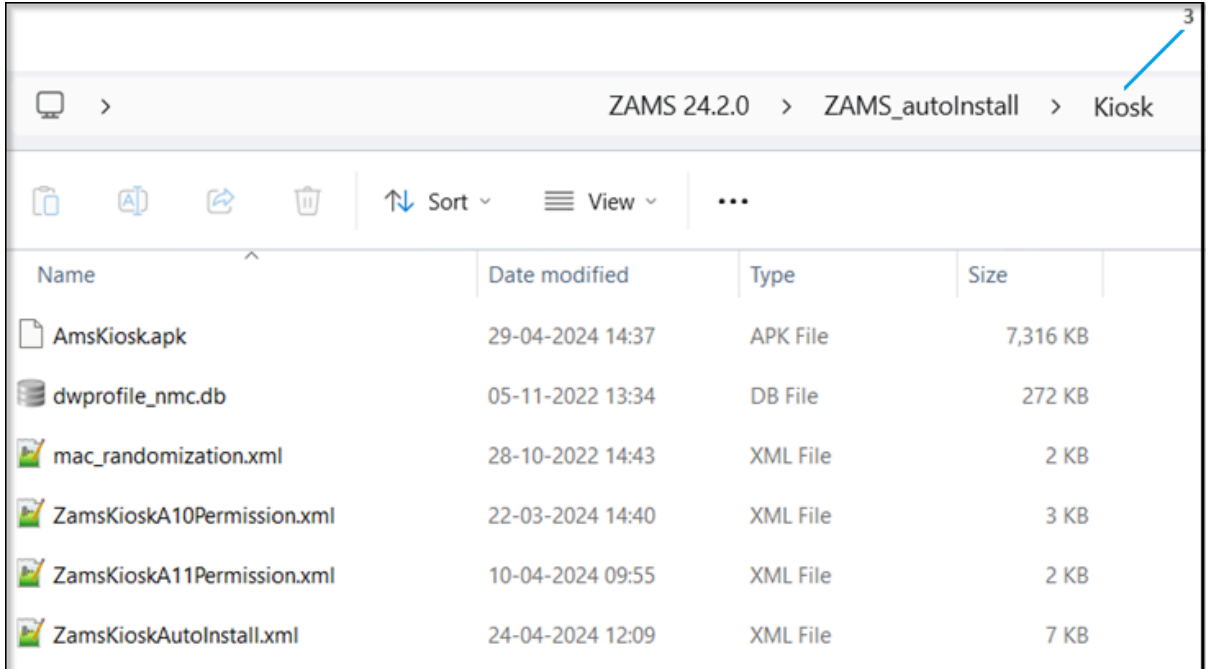 3
> ZAMS 24.2.0 > ZAMS_autoInstall > Kiosk
Sort View ...
Name Date modified Type Size
AmsKiosk.apk 29-04-2024 14:37 APK File 7,316 KB
dwprofile_nmc.db 05-11-2022 13:34 DB File 272 KB
mac_randomization.xml 28-10-2022 14:43 XML File 2 KB
ZamsKioskA10Permission.xml 22-03-2024 14:40 XML File 3 KB
ZamsKioskA11Permission.xml 10-04-2024 09:55 XML File 2 KB
ZamsKioskAutoInstall.xml 24-04-2024 12:09 XML File 7 KB